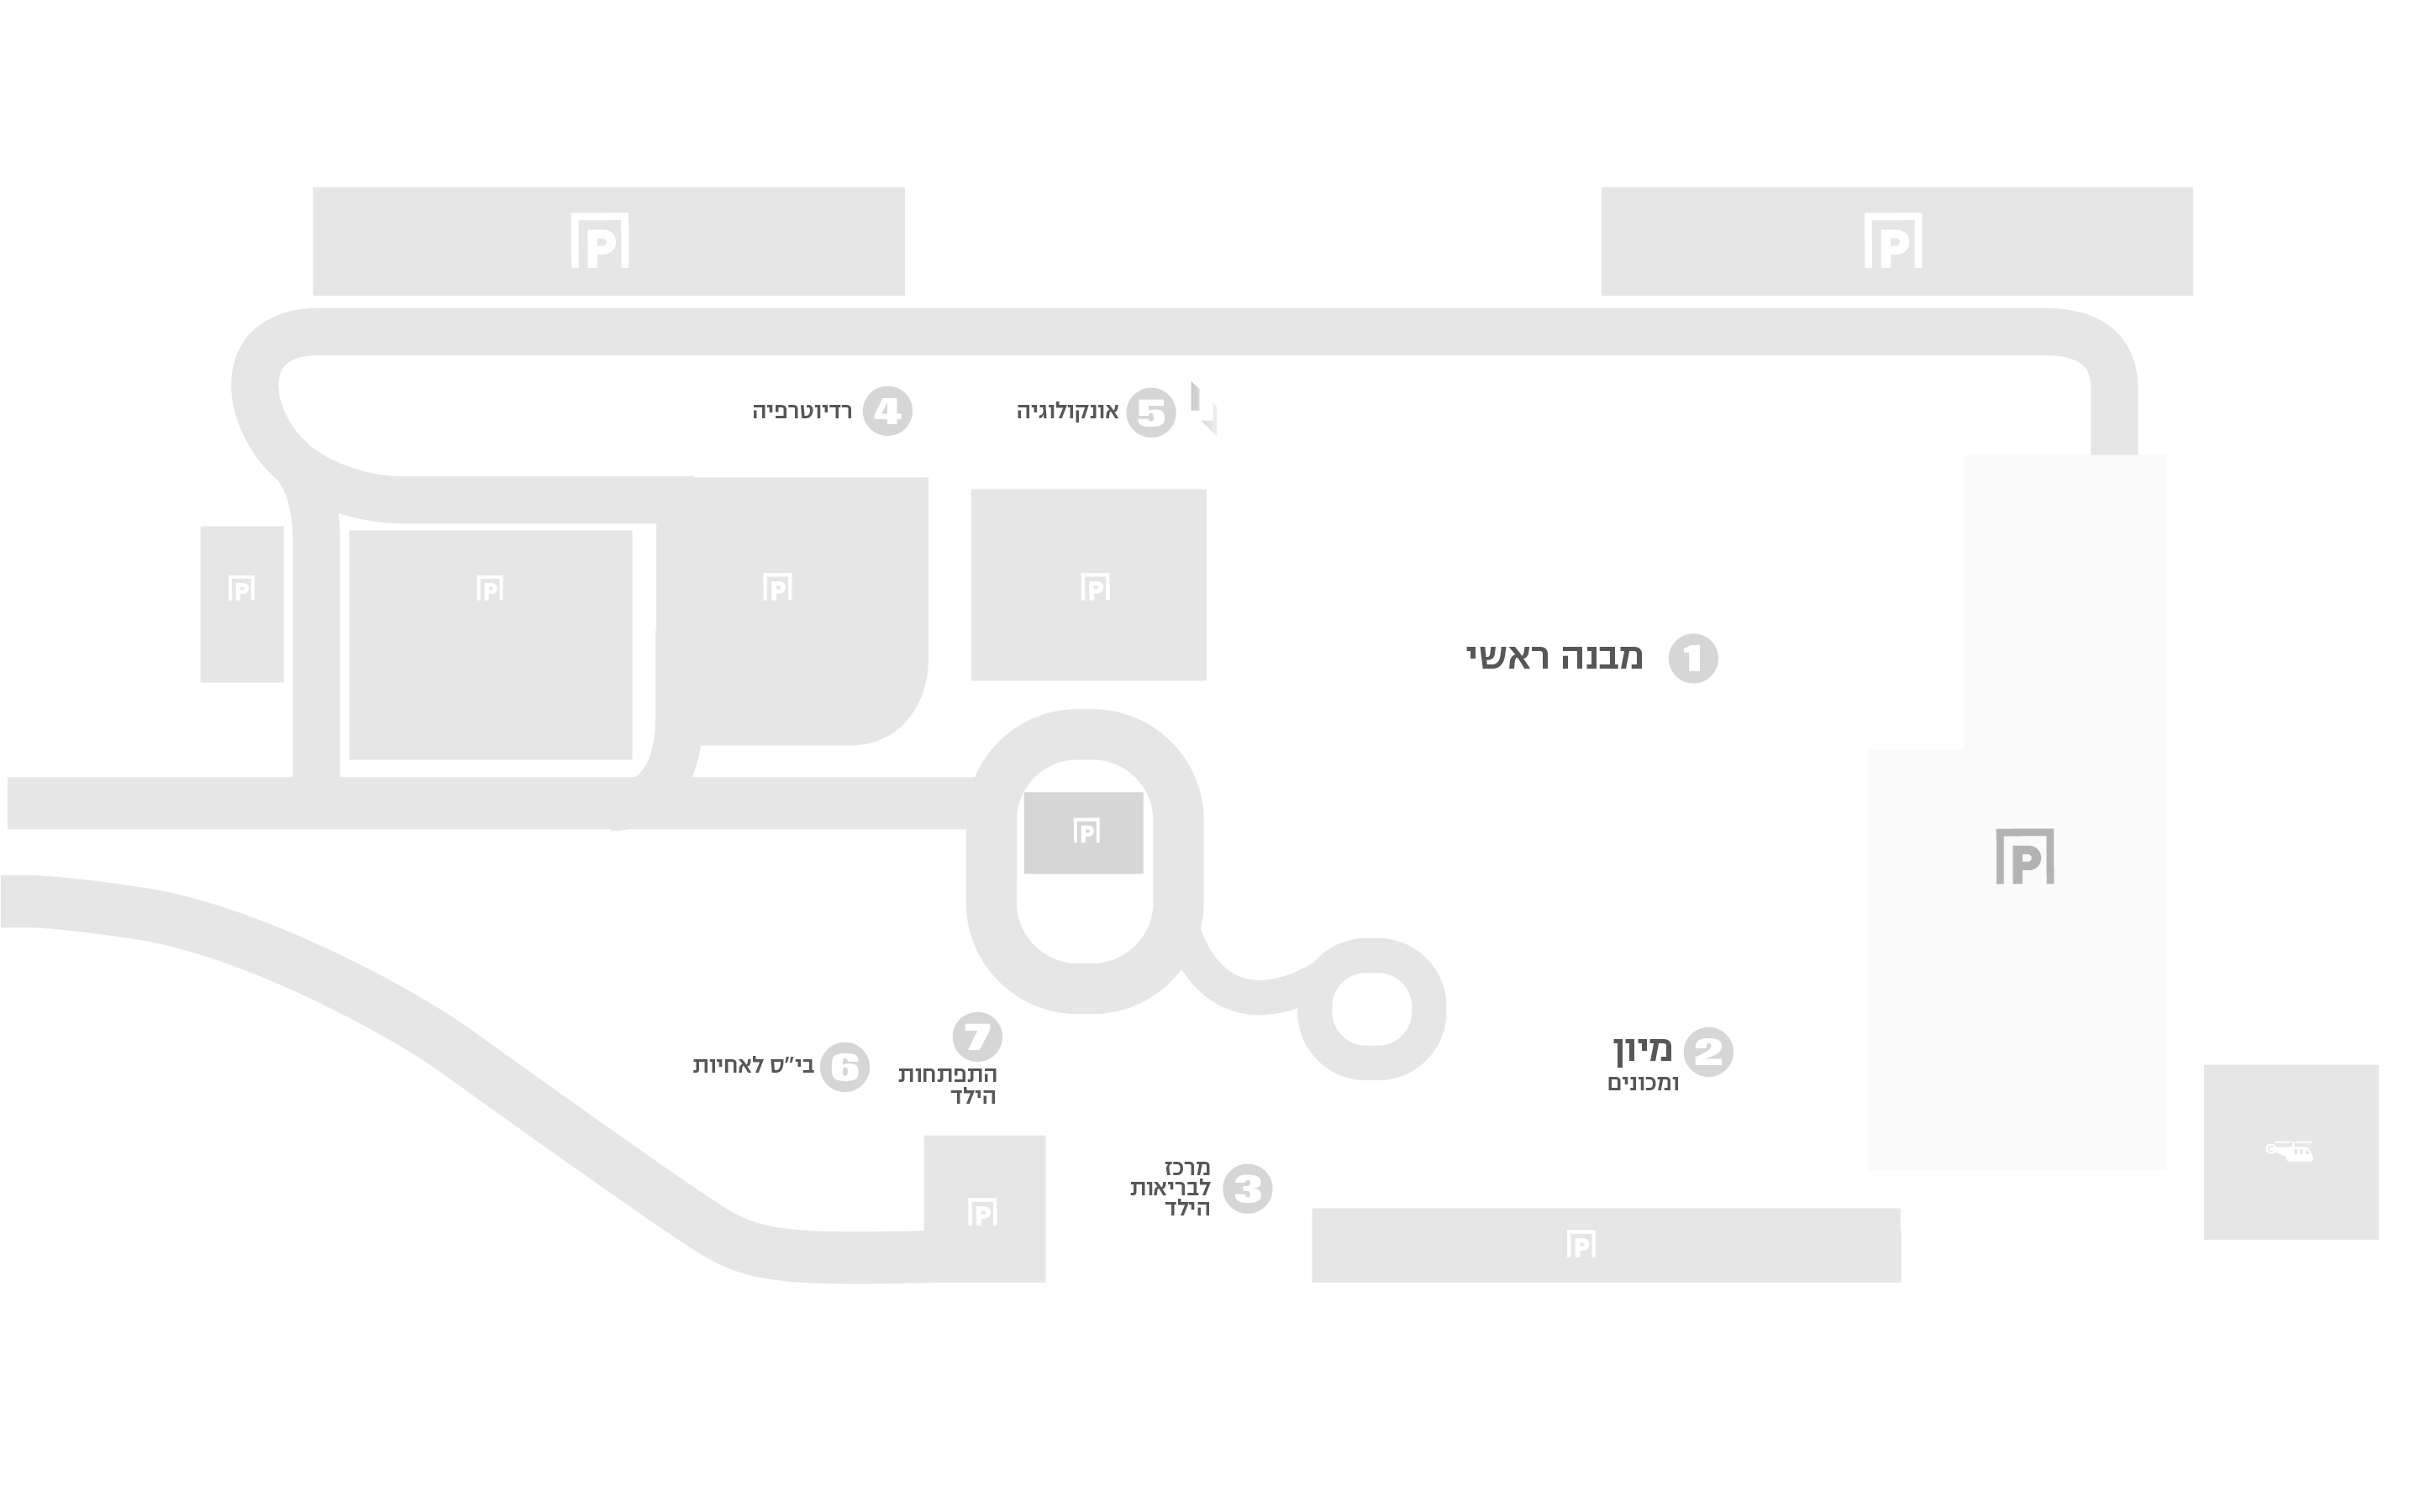 P
P
4 רדיוטרפיה
5 אונקולוגיה
P
P
P
P
1 מבנה ראשי
P
P
7
התפתחות
הילד
6 בי"ס לאחיות
2 מיון
ומכונים
3
מרכז
לבריאות
הילד
P
P